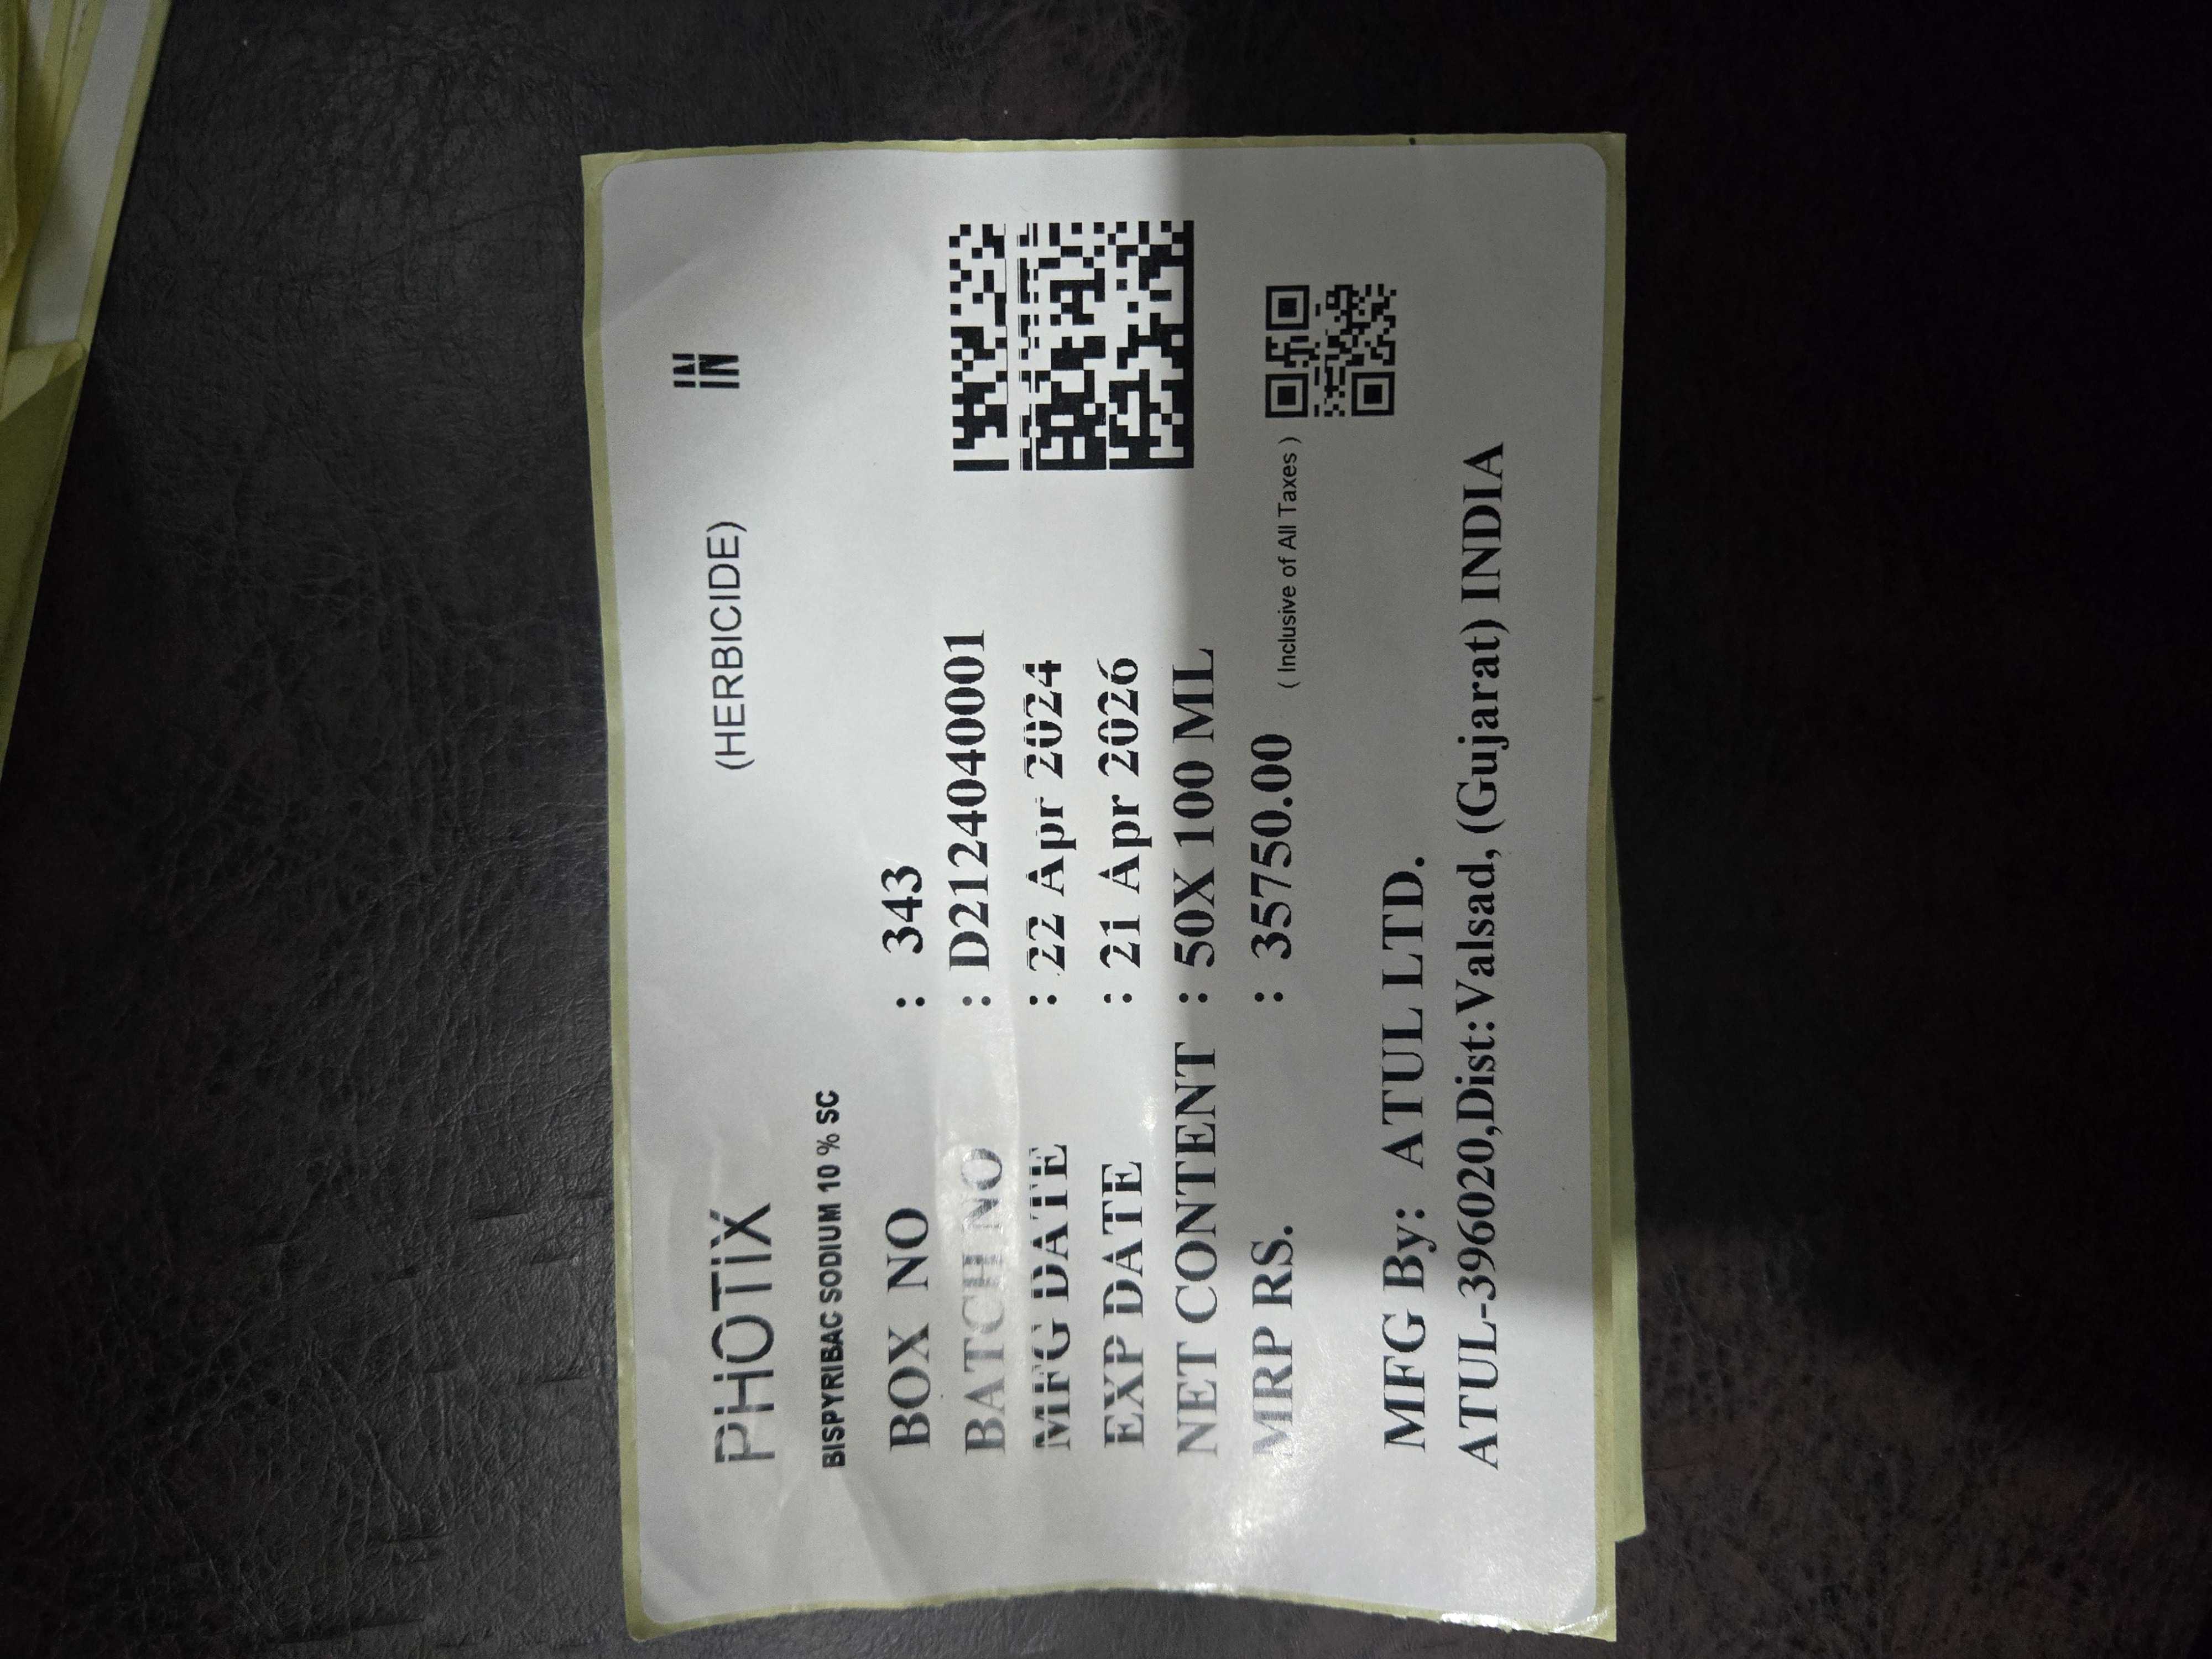 PHOTIX (HERBICIDE) IN
IN
BISPYRIBAC SODIUM 10 % SC
BOX NO : 343
BATCH NO : D2124040001
MFG DATE : 22 Apr 2024
EXP DATE : 21 Apr 2026
NET CONTENT : 50X 100 ML
MRP RS. : 35750.00 ( Inclusive of All Taxes )
MFG By: ATUL LTD.
ATUL-396020,Dist:Valsad, (Gujarat) INDIA